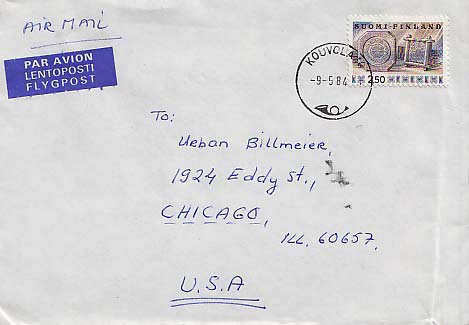 AIR MAIL
PAR AVION
LENTOPOSTI
FLYGPOST
SUOMI-FINLAND
2,50
KOUVOLA
-9-5.84
To:
Urban Billmeier,
1924 Eddy St.,
CHICAGO,
ILL. 60657.
U.S.A